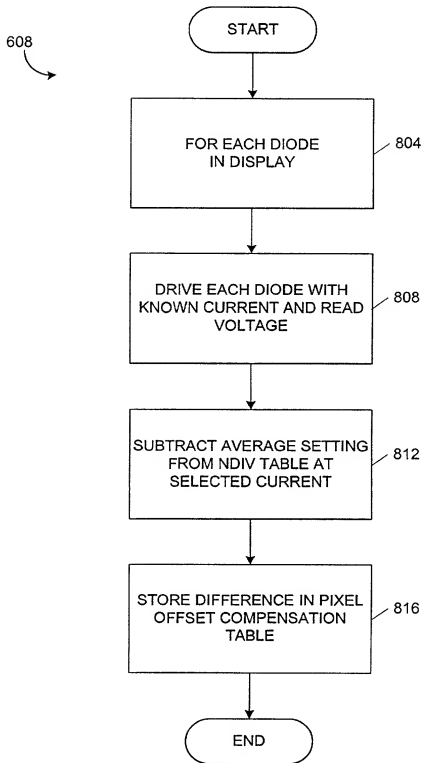 START
608
FOR EACH DIODE
IN DISPLAY
804
DRIVE EACH DIODE WITH
KNOWN CURRENT AND READ
VOLTAGE
808
SUBTRACT AVERAGE SETTING
FROM NDIV TABLE AT
SELECTED CURRENT
812
STORE DIFFERENCE IN PIXEL
OFFSET COMPENSATION
TABLE
816
END